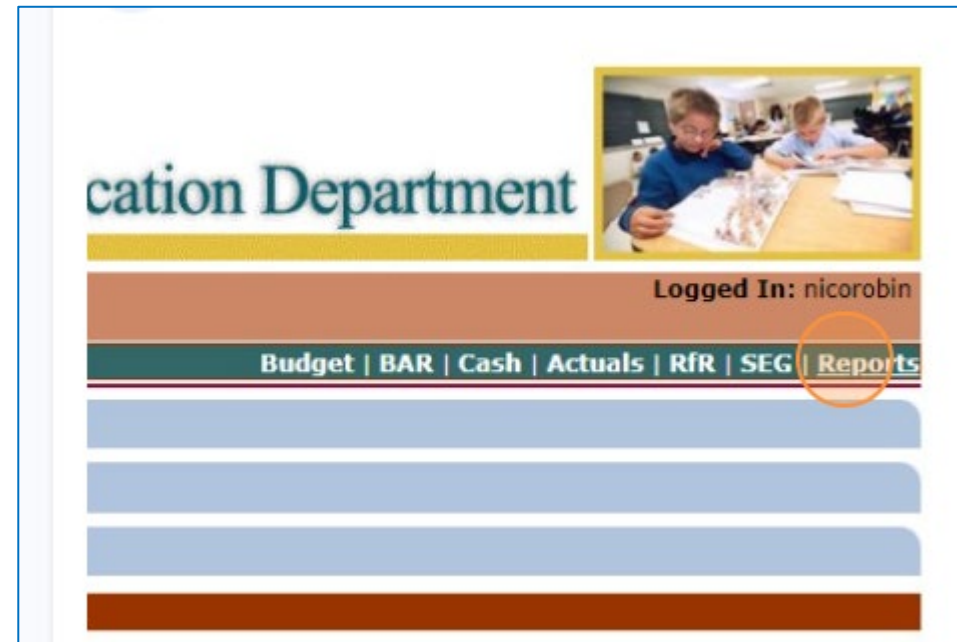 cation Department
Logged In: nicorobin
Budget | BAR | Cash | Actuals | RfR | SEG | Reports